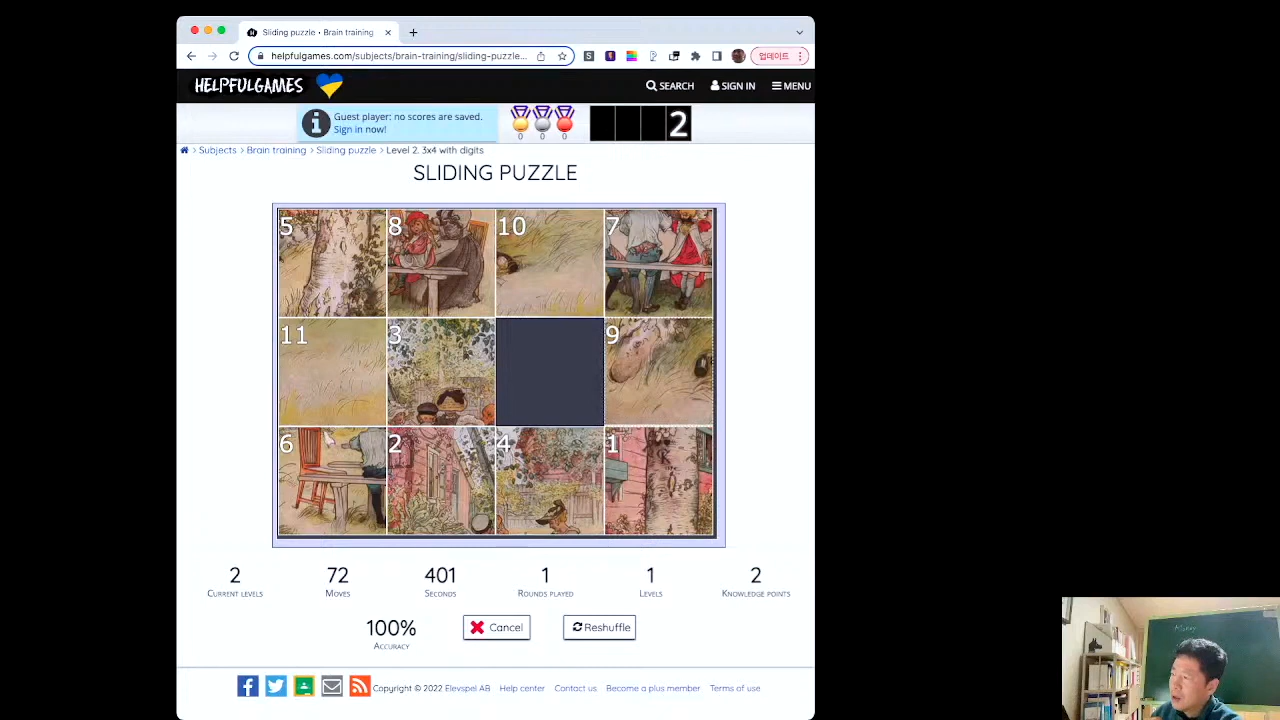 Sliding puzzle • Brain training
helpfulgames.com/subjects/brain-training/sliding-puzzle...
업데이트
HELPFULGAMES
SEARCH
SIGN IN
MENU
Guest player: no scores are saved.
Sign in now!
0 0 0
2
Subjects > Brain training > Sliding puzzle > Level 2. 3x4 with digits
SLIDING PUZZLE
5 8 10 7
11 3 9
6 2 4 1
2 72 401 1 1 2
CURRENT LEVELS MOVES SECONDS ROUNDS PLAYED LEVELS KNOWLEDGE POINTS
100%
ACCURACY
Cancel
Reshuffle
Copyright © 2022 Elevspel AB Help center Contact us Become a plus member Terms of use